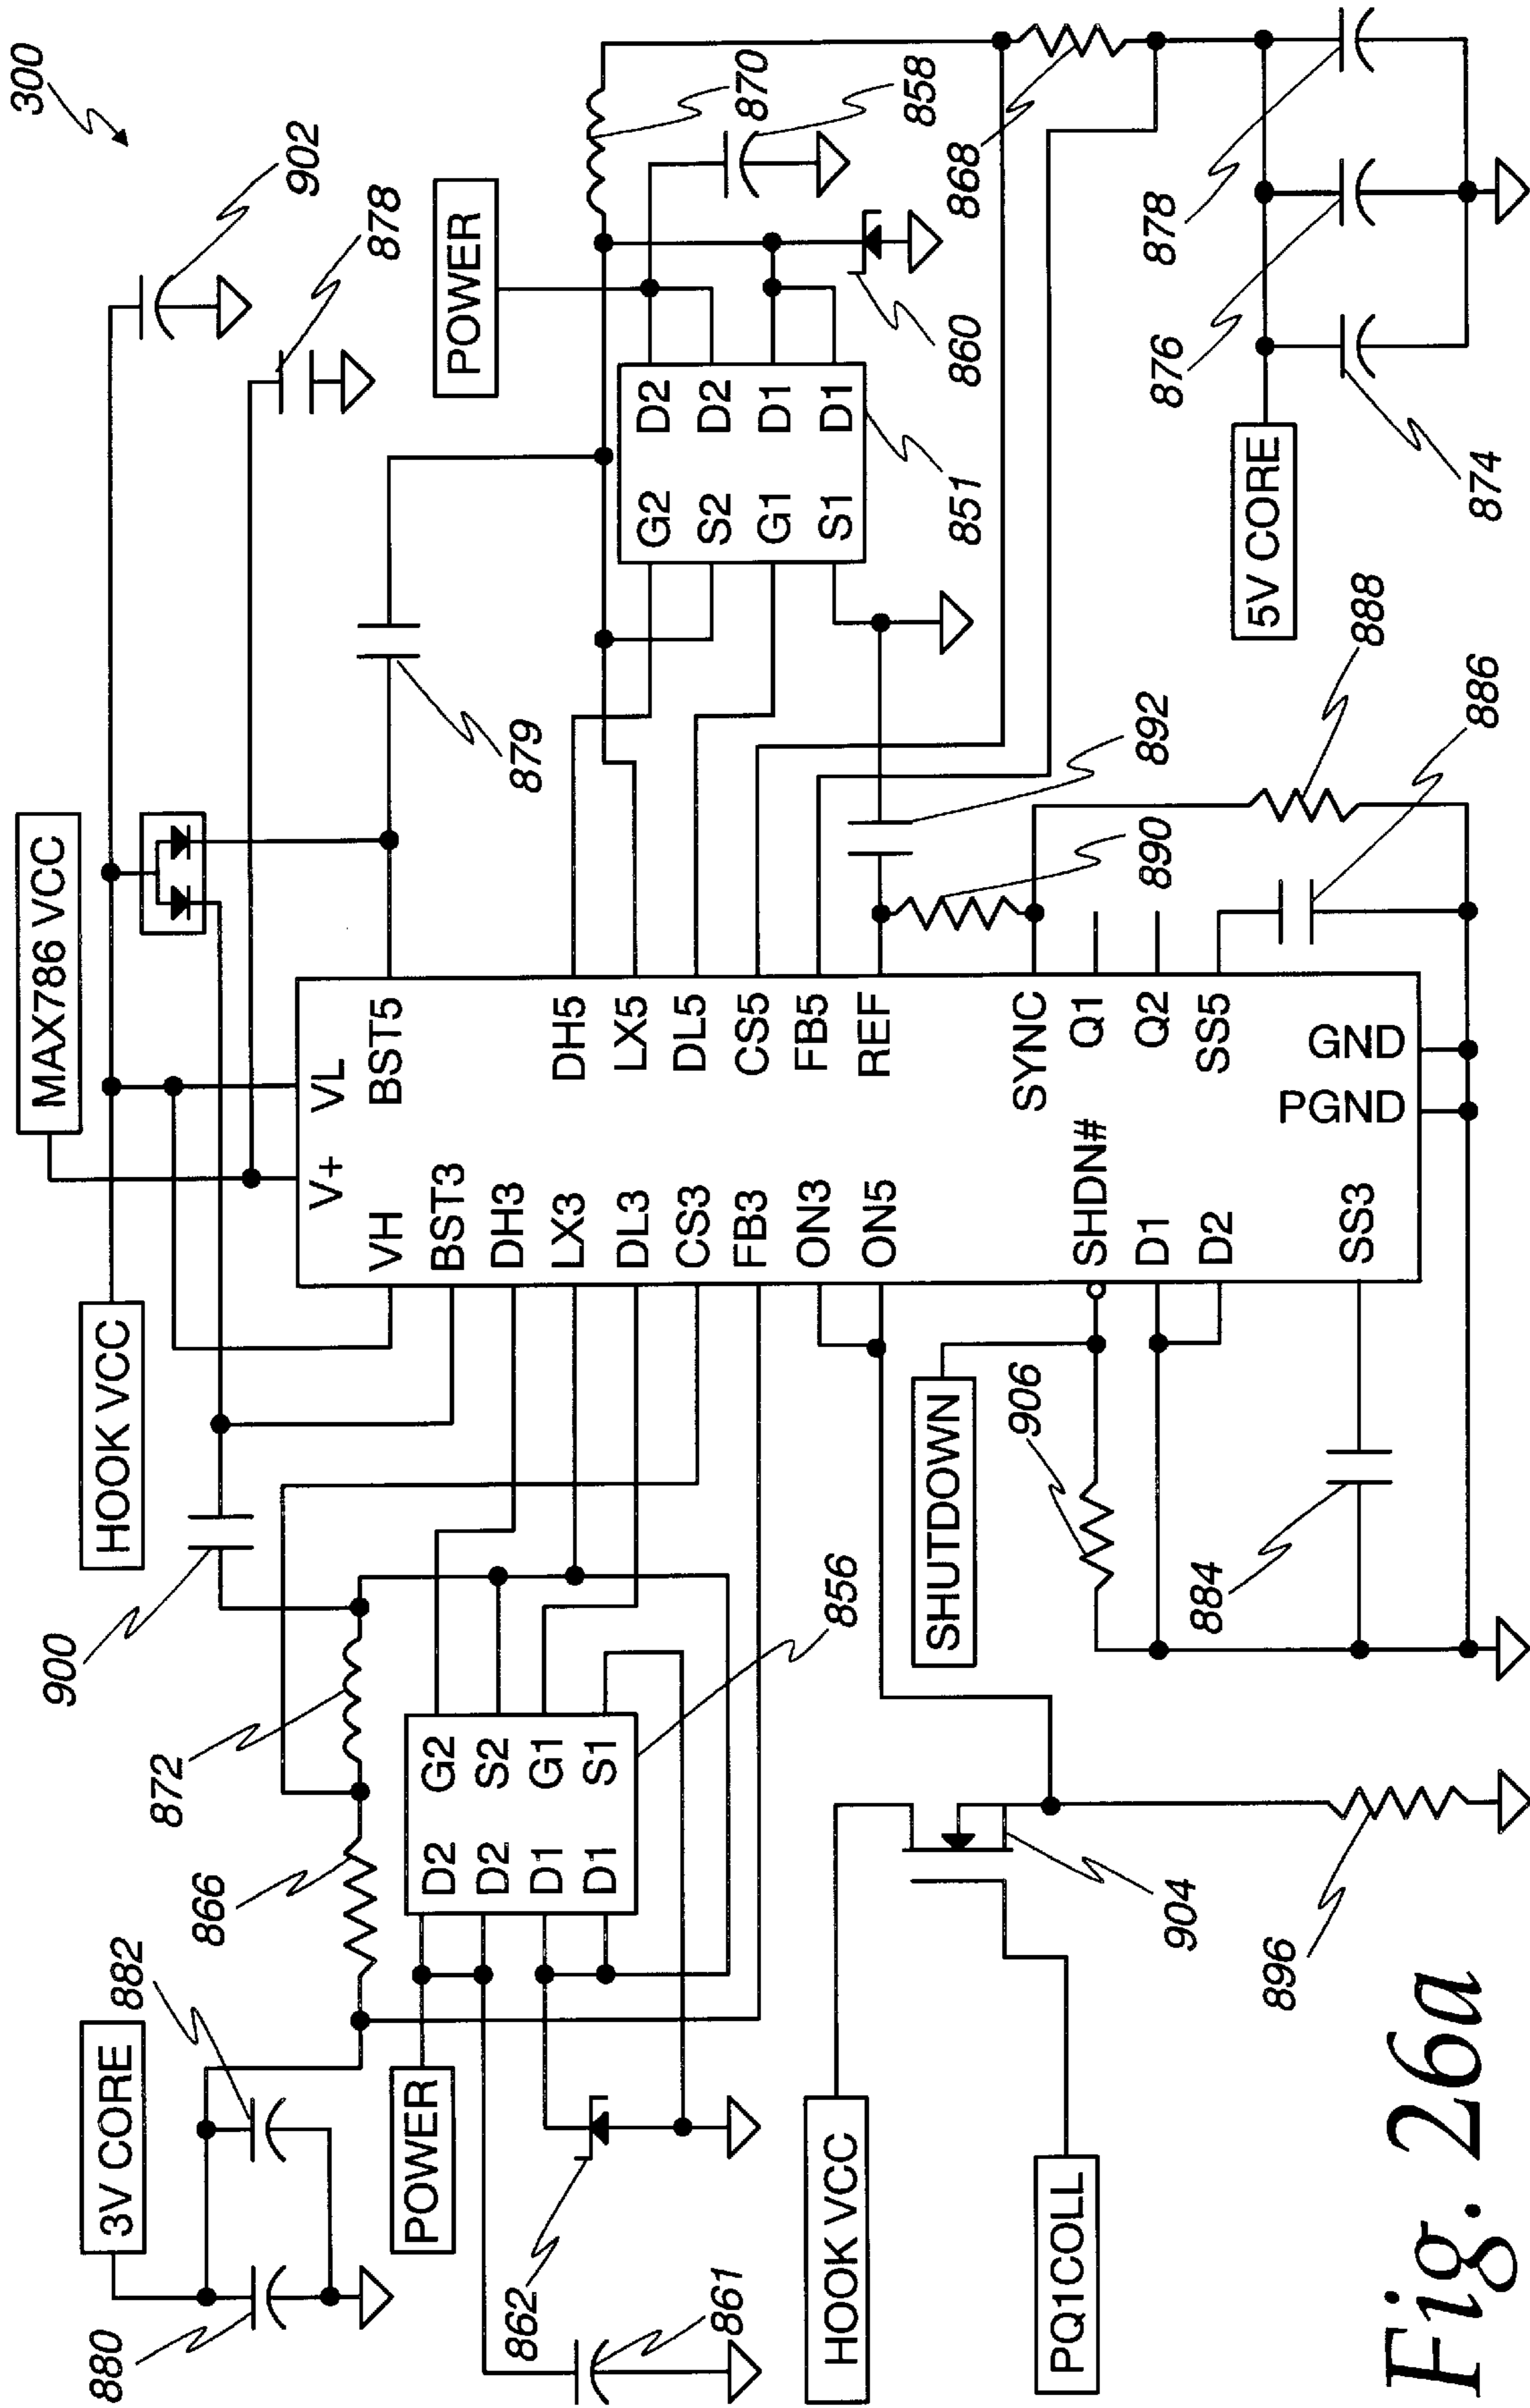 300
902
878
MAX786 VCC
HOOK VCC
POWER
870
858
868
860
879
900
872
866
882
3V CORE
880
V+
VL
VH
BST3
DH3
LX3
DL3
CS3
FB3
ON3
ON5
SHDN#
D1
D2
SS3
BST5
DH5
LX5
DL5
CS5
FB5
REF
SYNC
Q1
Q2
SS5
PGND
GND
G2
S2
G1
S1
D2
D2
D1
D1
851
G2
S2
G1
S1
D2
D2
D1
D1
856
POWER
862
861
892
890
888
886
878
876
874
5V CORE
SHUTDOWN
906
884
HOOK VCC
PQ1COLL
904
896
Fig. 26a